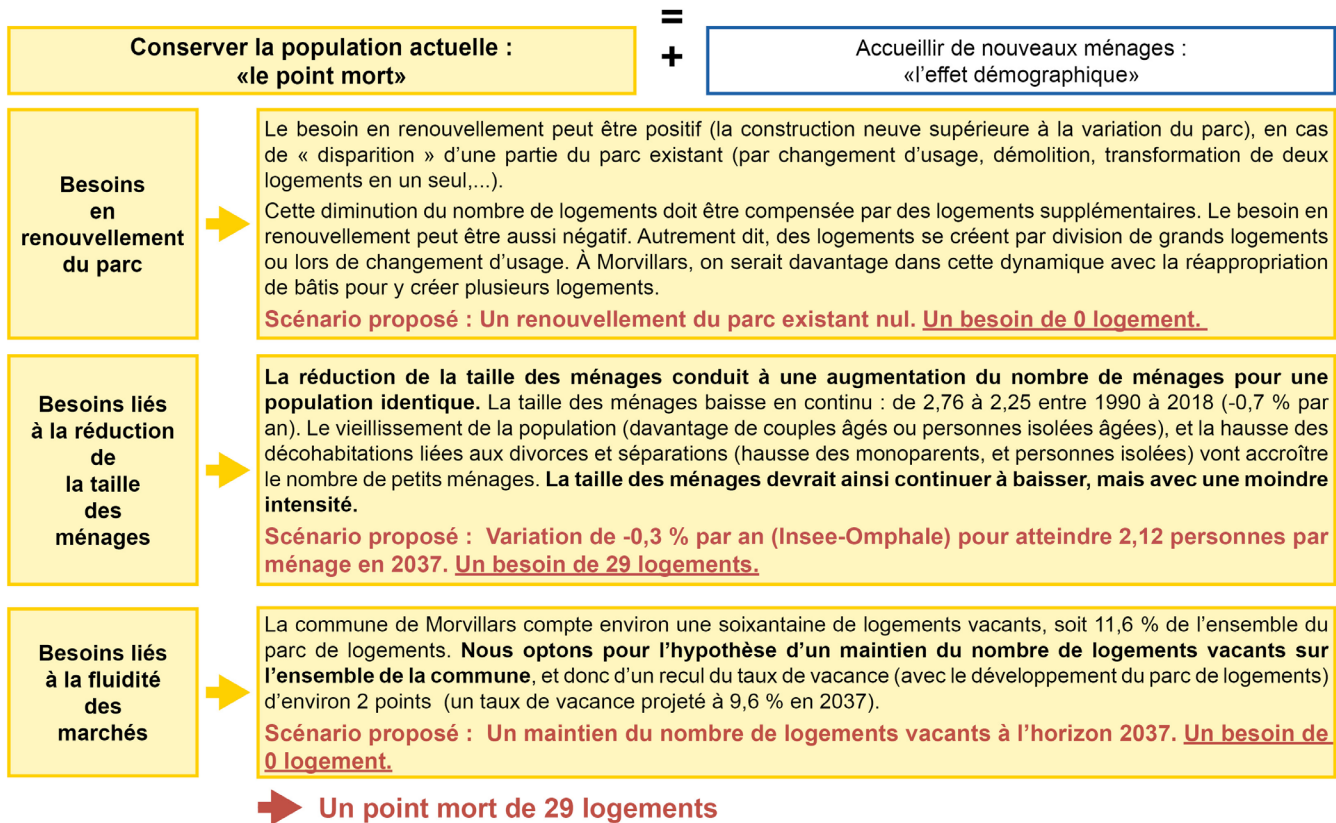 =
Conserver la population actuelle :
«le point mort»
+
Accueillir de nouveaux ménages :
«l’effet démographique»
Besoins
en
renouvellement
du parc
Le besoin en renouvellement peut être positif (la construction neuve supérieure à la variation du parc), en cas
de « disparition » d’une partie du parc existant (par changement d’usage, démolition, transformation de deux
logements en un seul,...).
Cette diminution du nombre de logements doit être compensée par des logements supplémentaires. Le besoin en
renouvellement peut être aussi négatif. Autrement dit, des logements se créent par division de grands logements
ou lors de changement d’usage. À Morvillars, on serait davantage dans cette dynamique avec la réappropriation
de bâtis pour y créer plusieurs logements.
Scénario proposé : Un renouvellement du parc existant nul. Un besoin de 0 logement.
Besoins liés
à la réduction
de
la taille
des
ménages
La réduction de la taille des ménages conduit à une augmentation du nombre de ménages pour une
population identique. La taille des ménages baisse en continu : de 2,76 à 2,25 entre 1990 à 2018 (-0,7 % par
an). Le vieillissement de la population (davantage de couples âgés ou personnes isolées âgées), et la hausse des
décohabitations liées aux divorces et séparations (hausse des monoparents, et personnes isolées) vont accroître
le nombre de petits ménages. La taille des ménages devrait ainsi continuer à baisser, mais avec une moindre
intensité.
Scénario proposé : Variation de -0,3 % par an (Insee-Omphale) pour atteindre 2,12 personnes par
ménage en 2037. Un besoin de 29 logements.
Besoins liés
à la fluidité
des
marchés
La commune de Morvillars compte environ une soixantaine de logements vacants, soit 11,6 % de l’ensemble du
parc de logements. Nous optons pour l’hypothèse d’un maintien du nombre de logements vacants sur
l’ensemble de la commune, et donc d’un recul du taux de vacance (avec le développement du parc de logements)
d’environ 2 points (un taux de vacance projeté à 9,6 % en 2037).
Scénario proposé : Un maintien du nombre de logements vacants à l’horizon 2037. Un besoin de
0 logement.
Un point mort de 29 logements